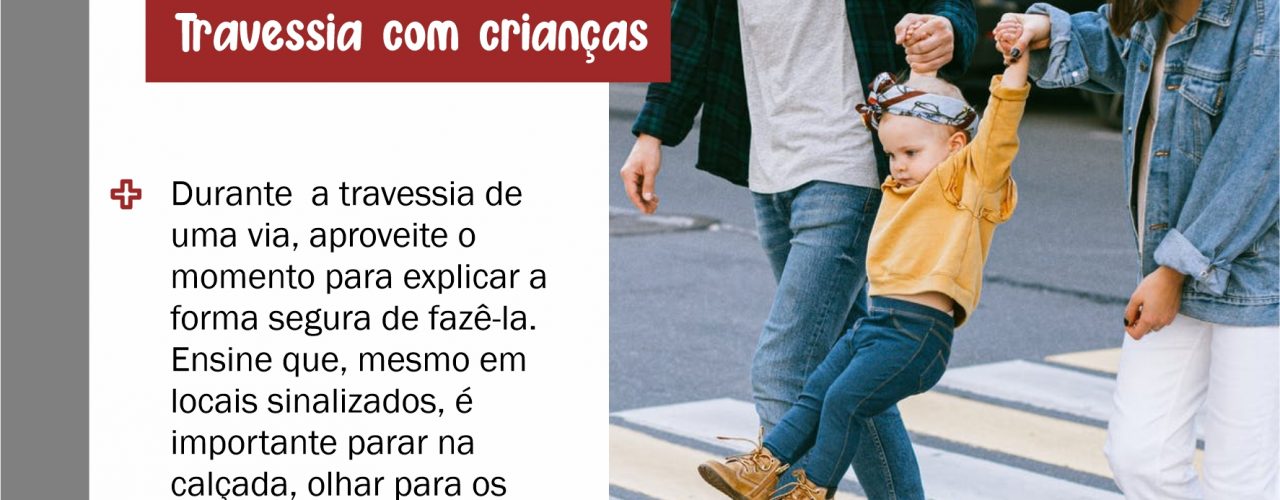 Travessia com crianças
Durante a travessia de
uma via, aproveite o
momento para explicar a
forma segura de fazê-la.
Ensine que, mesmo em
locais sinalizados, é
importante parar na
calçada, olhar para os